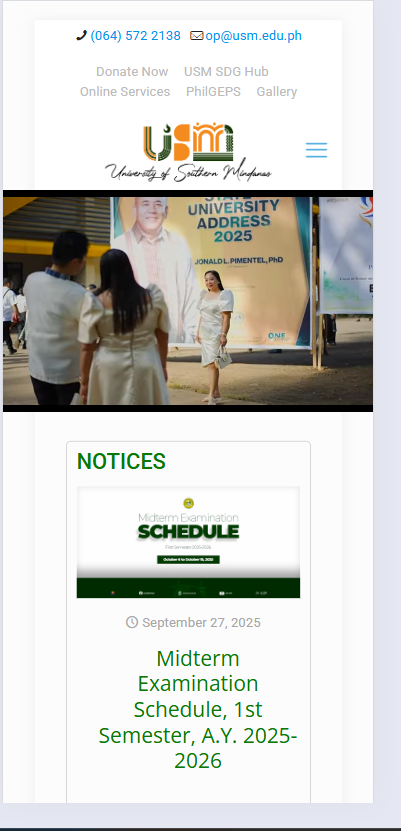 (064) 572 2138 op@usm.edu.ph
Donate Now USM SDG Hub
Online Services PhilGEPS Gallery
USM
University of Southern Mindanao
UNIVERSITY
ADDRESS
2025
JONALD L. PIMENTEL, PhD
ONE
NOTICES
Midterm Examination
SCHEDULE
First Semester, 2025-2026
October 6 to October 10, 2025
September 27, 2025
Midterm
Examination
Schedule, 1st
Semester, A.Y. 2025-
2026